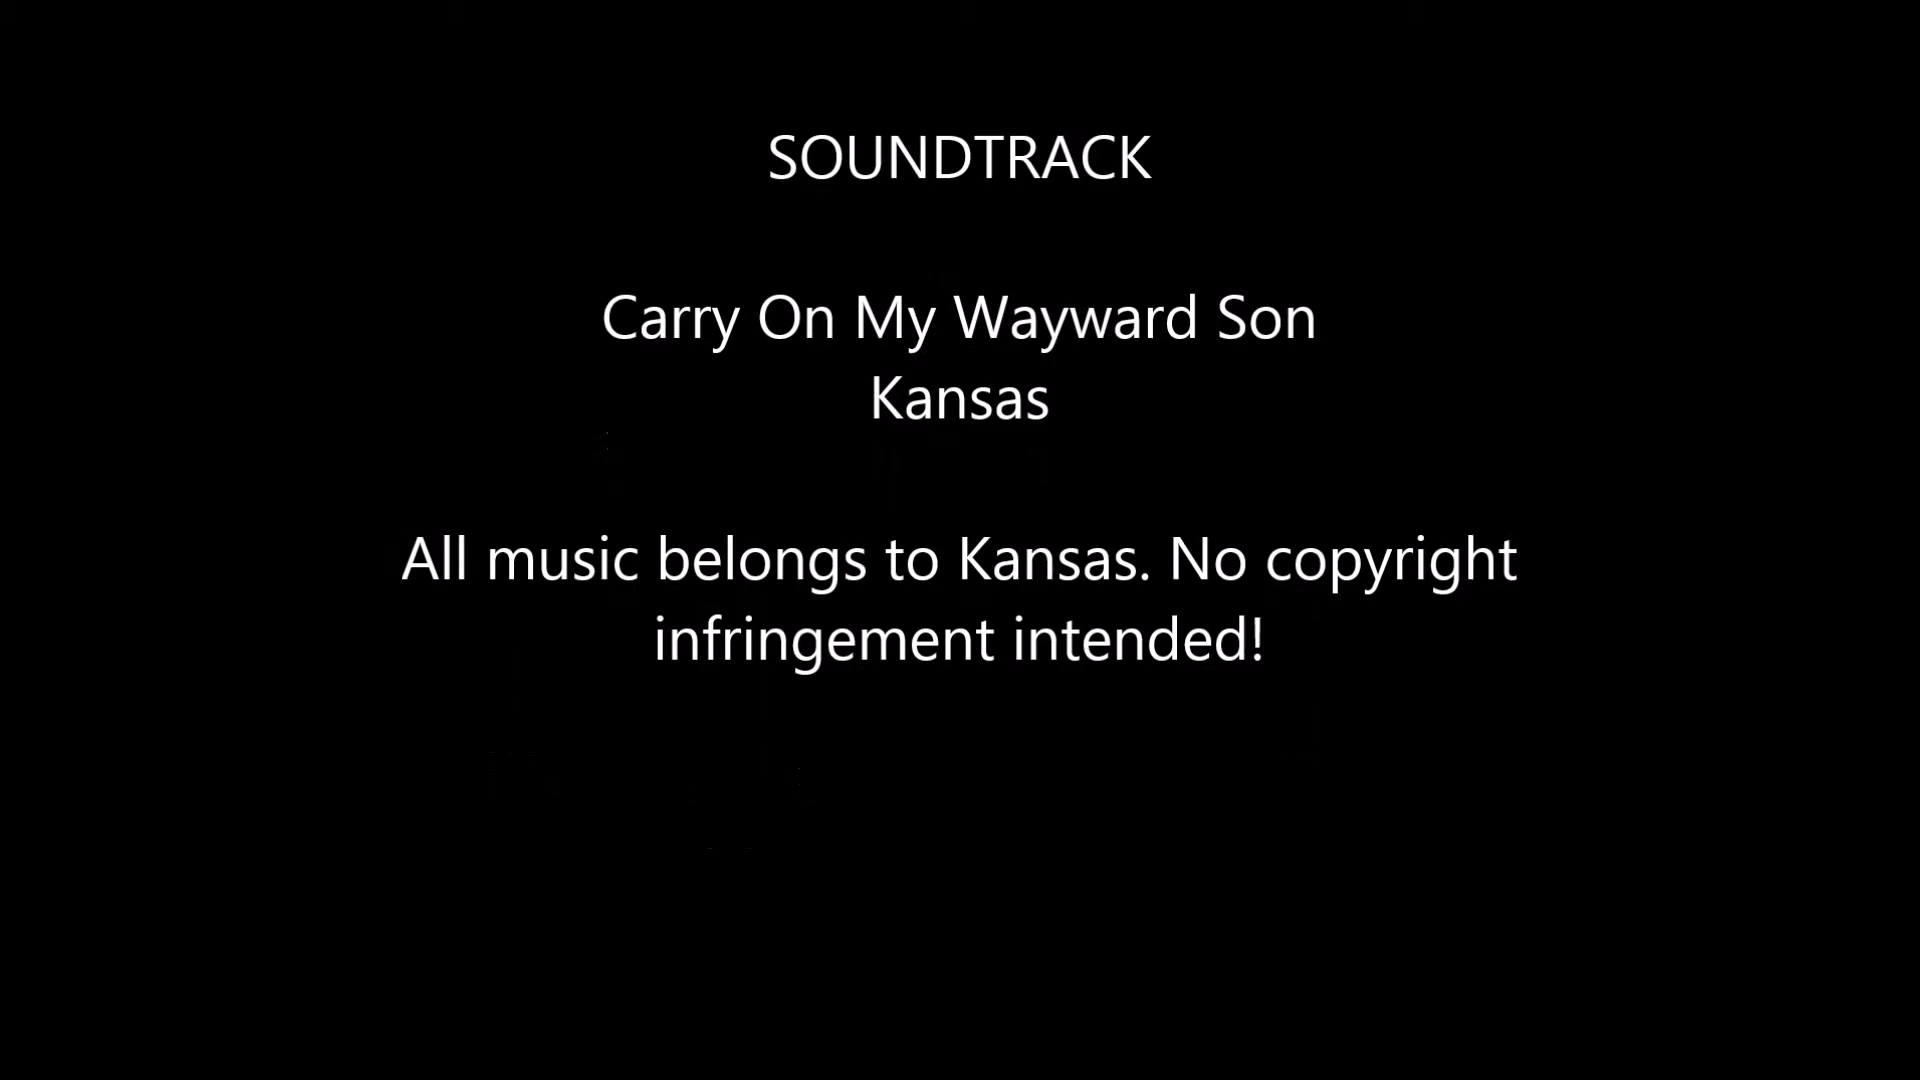 SOUNDTRACK
Carry On My Wayward Son
Kansas
All music belongs to Kansas. No copyright
infringement intended!